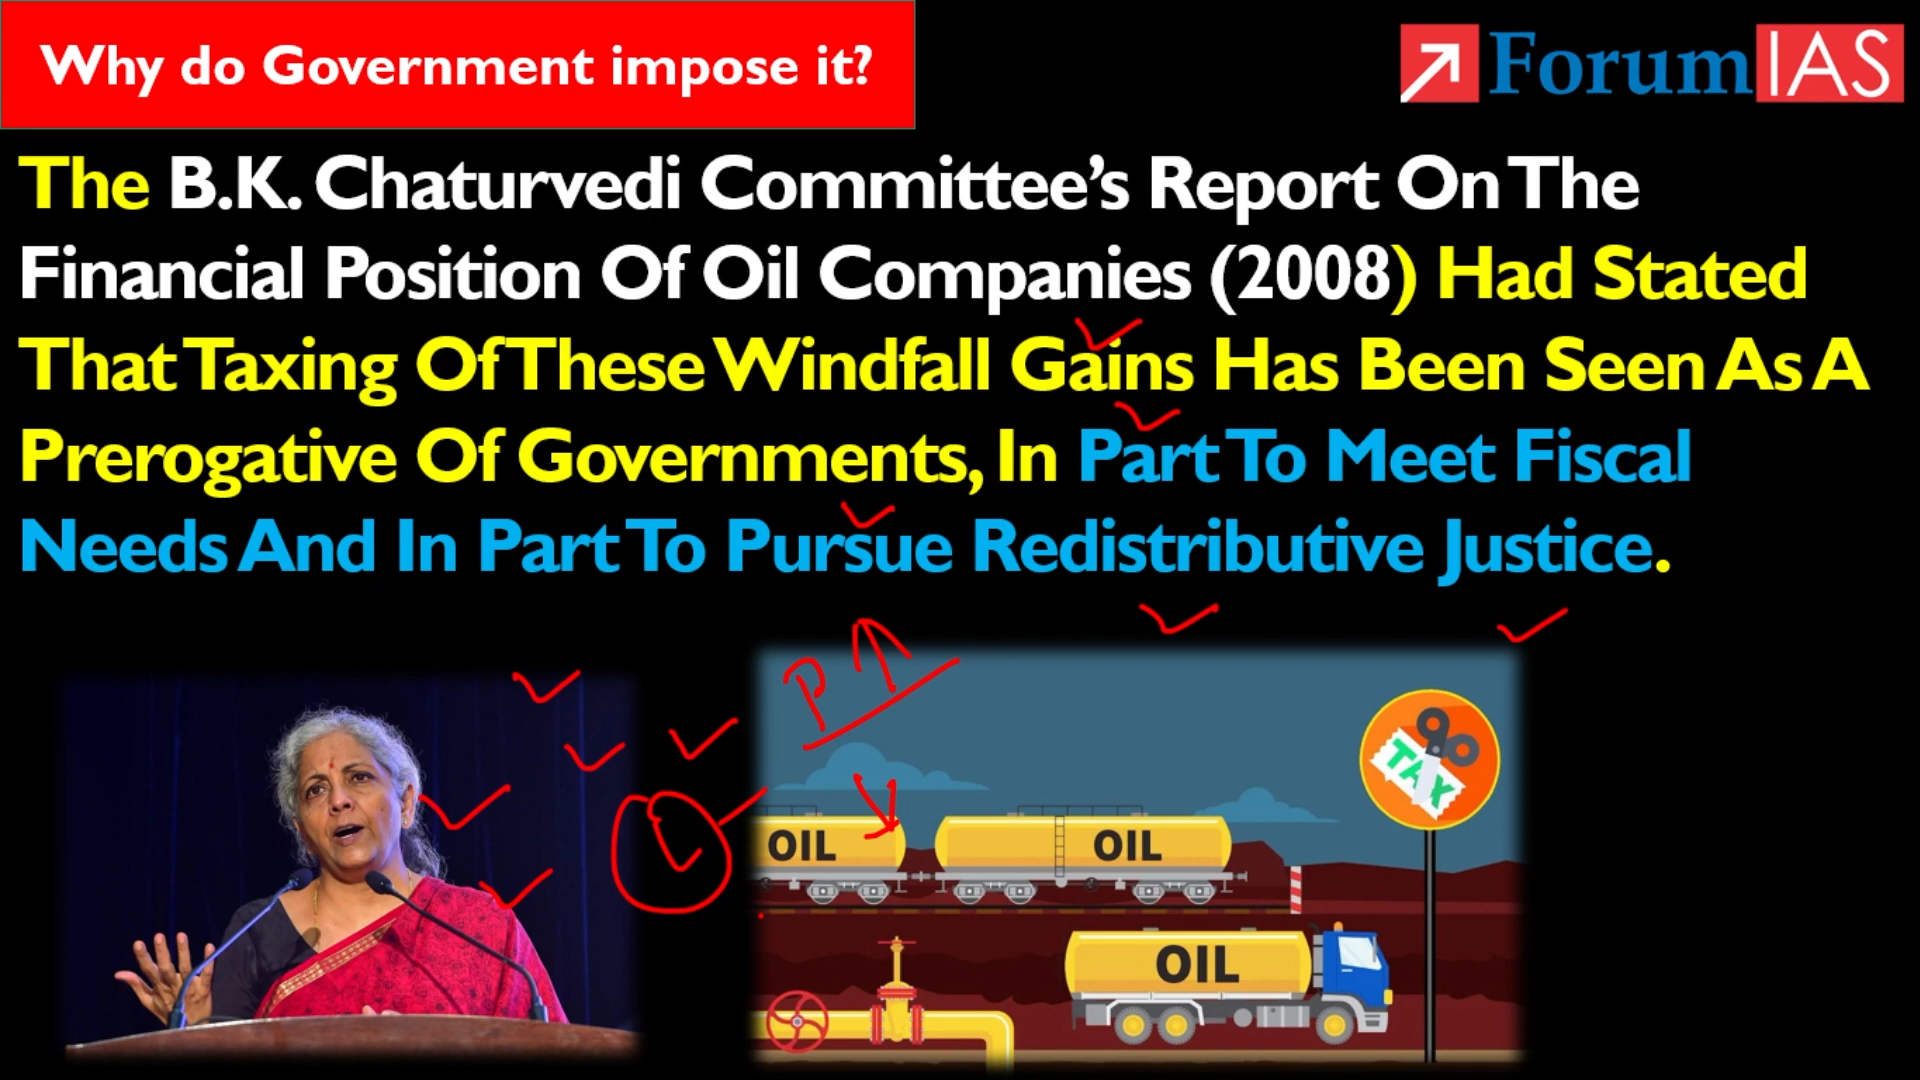 Why do Government impose it?
ForumIAS
The B.K. Chaturvedi Committee's Report On The
Financial Position Of Oil Companies (2008) Had Stated
That Taxing Of These Windfall Gains Has Been Seen As A
Prerogative Of Governments, In Part To Meet Fiscal
Needs And In Part To Pursue Redistributive Justice.
P
TAX
OIL OIL
OIL